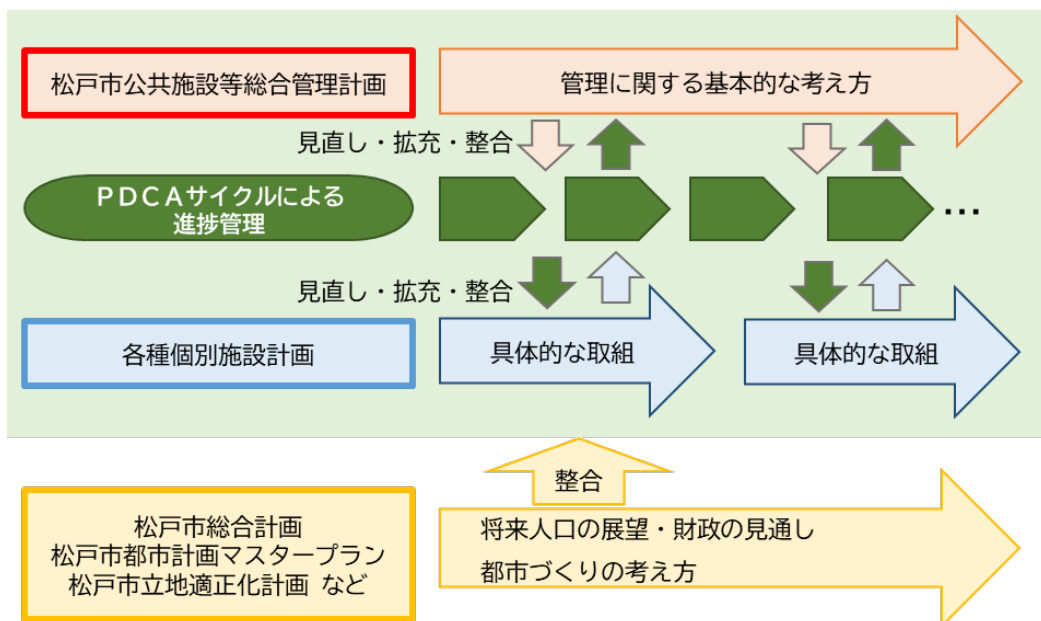 松戸市公共施設等総合管理計画
管理に関する基本的な考え方
見直し・拡充・整合
ＰＤＣＡサイクルによる
進捗管理
…
見直し・拡充・整合
各種個別施設計画
具体的な取組
具体的な取組
整合
松戸市総合計画
松戸市都市計画マスタープラン
松戸市立地適正化計画 など
将来人口の展望・財政の見通し
都市づくりの考え方